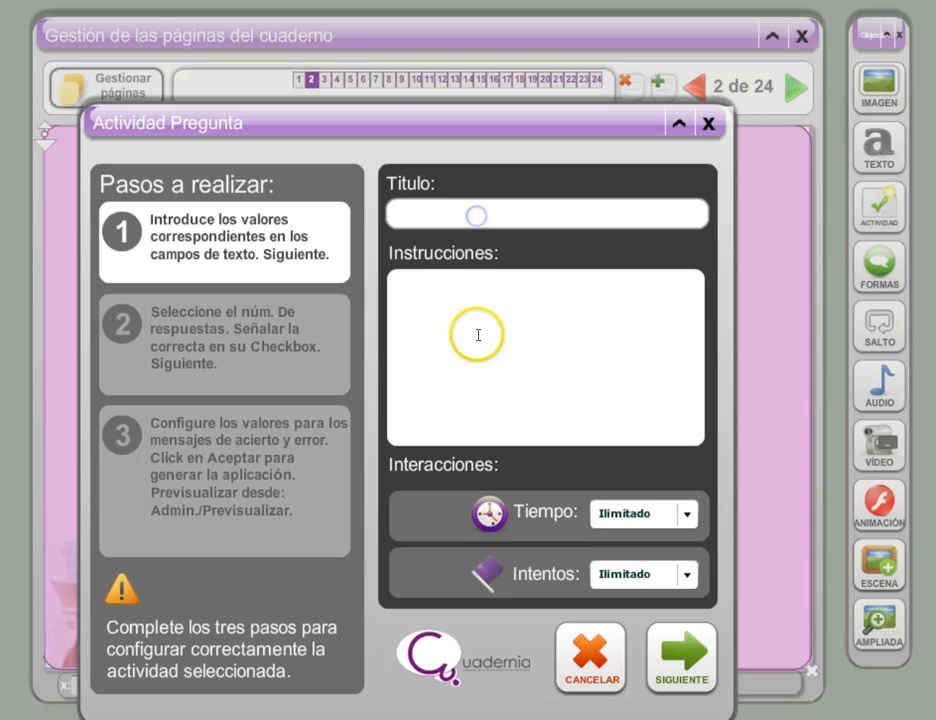 Gestión de las páginas del cuaderno
Gestionar
páginas
1 2 3 4 5 6 7 8 9 10 11 12 13 14 15 16 17 18 19 20 21 22 23 24
2 de 24
Actividad Pregunta
Pasos a realizar:
1
Introduce los valores
correspondientes en los
campos de texto. Siguiente.
2
Seleccione el núm. De
respuestas. Señalar la
correcta en su Checkbox.
Siguiente.
3
Configure los valores para los
mensajes de acierto y error.
Click en Aceptar para
generar la aplicación.
Previsualizar desde:
Admin./Previsualizar.
Complete los tres pasos para
configurar correctamente la
actividad seleccionada.
Titulo:
Instrucciones:
Interacciones:
Tiempo: Ilimitado
Intentos: Ilimitado
Cuadernia
CANCELAR
SIGUIENTE
x:
IMAGEN
a
TEXTO
ACTIVIDAD
FORMAS
SALTO
AUDIO
VÍDEO
ANIMACIÓN
ESCENA
AMPLIADA